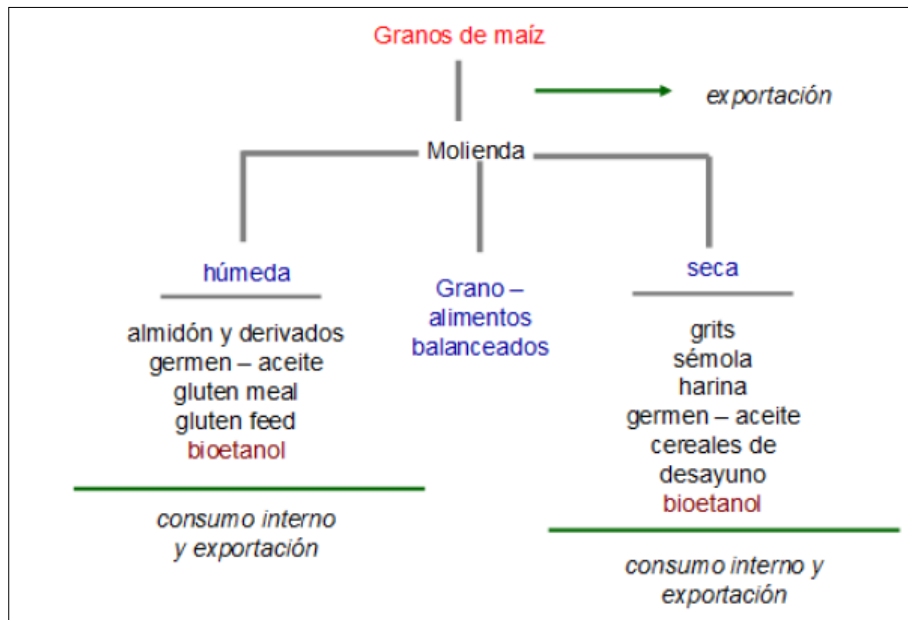 Granos de maíz
exportación
Molienda
húmeda
almidón y derivados
germen – aceite
gluten meal
gluten feed
bioetanol
consumo interno
y exportación
Grano –
alimentos
balanceados
seca
grits
sémola
harina
germen – aceite
cereales de
desayuno
bioetanol
consumo interno y
exportación